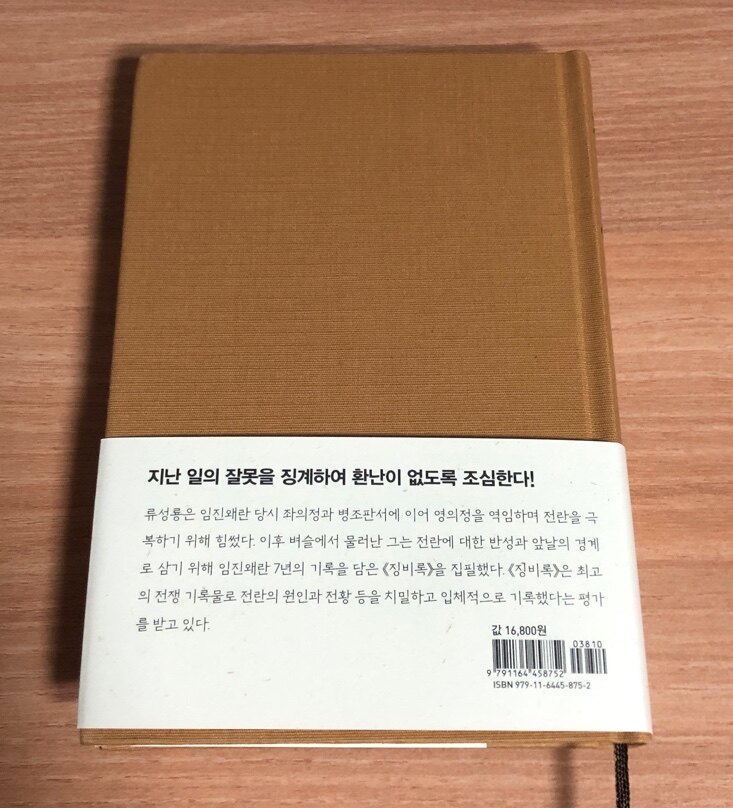 지난 일의 잘못을 징계하여 환난이 없도록 조심한다!
류성룡은 임진왜란 당시 좌의정과 병조판서에 이어 영의정을 역임하며 전란을 극
복하기 위해 힘썼다. 이후 벼슬에서 물러난 그는 전란에 대한 반성과 앞날의 경계
로 삼기 위해 임진왜란 7년의 기록을 담은 《징비록》을 집필했다. 《징비록》은 최고
의 전쟁 기록물로 전란의 원인과 전황 등을 치밀하고 입체적으로 기록했다는 평가
를 받고 있다.
값 16,800원
03810
9 791164 458752
ISBN 979-11-6445-875-2